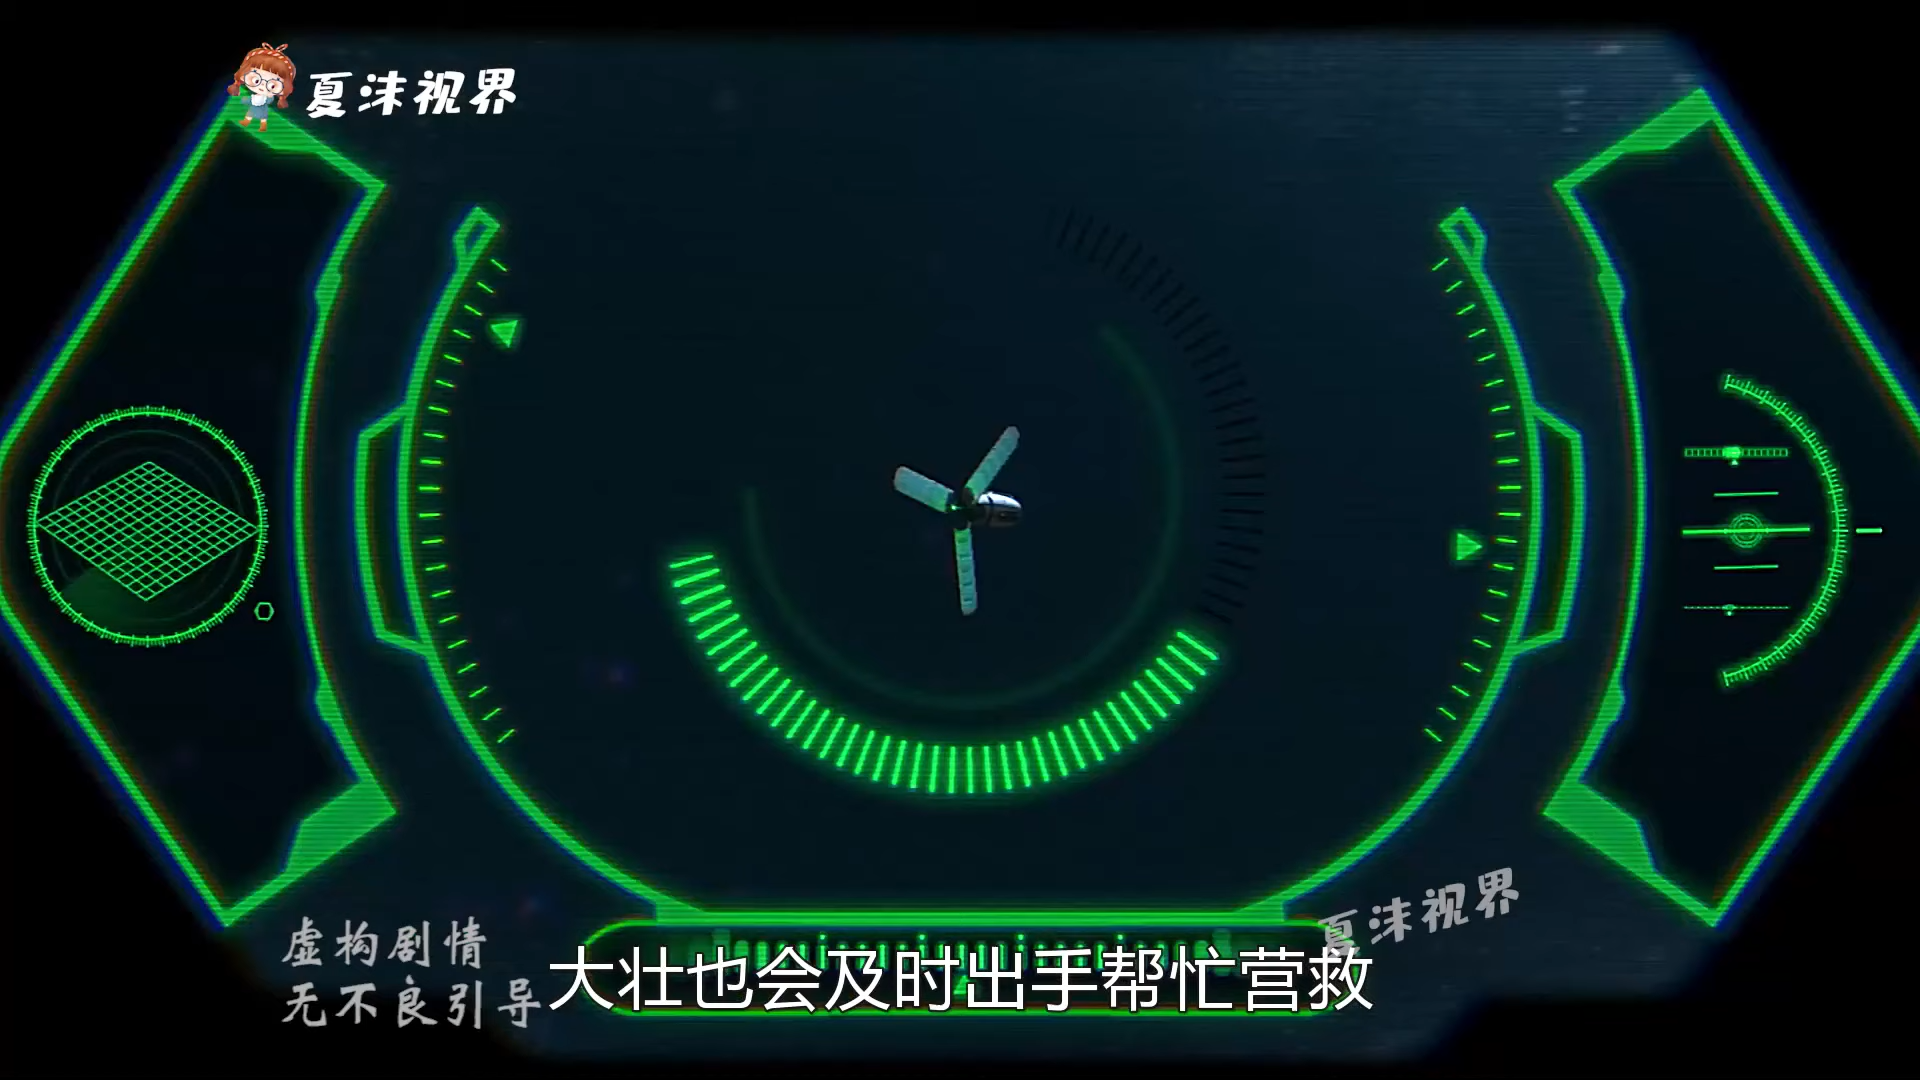 夏沫视界
夏沫视界
虚构剧情
无不良引导
大壮也会及时出手帮忙营救